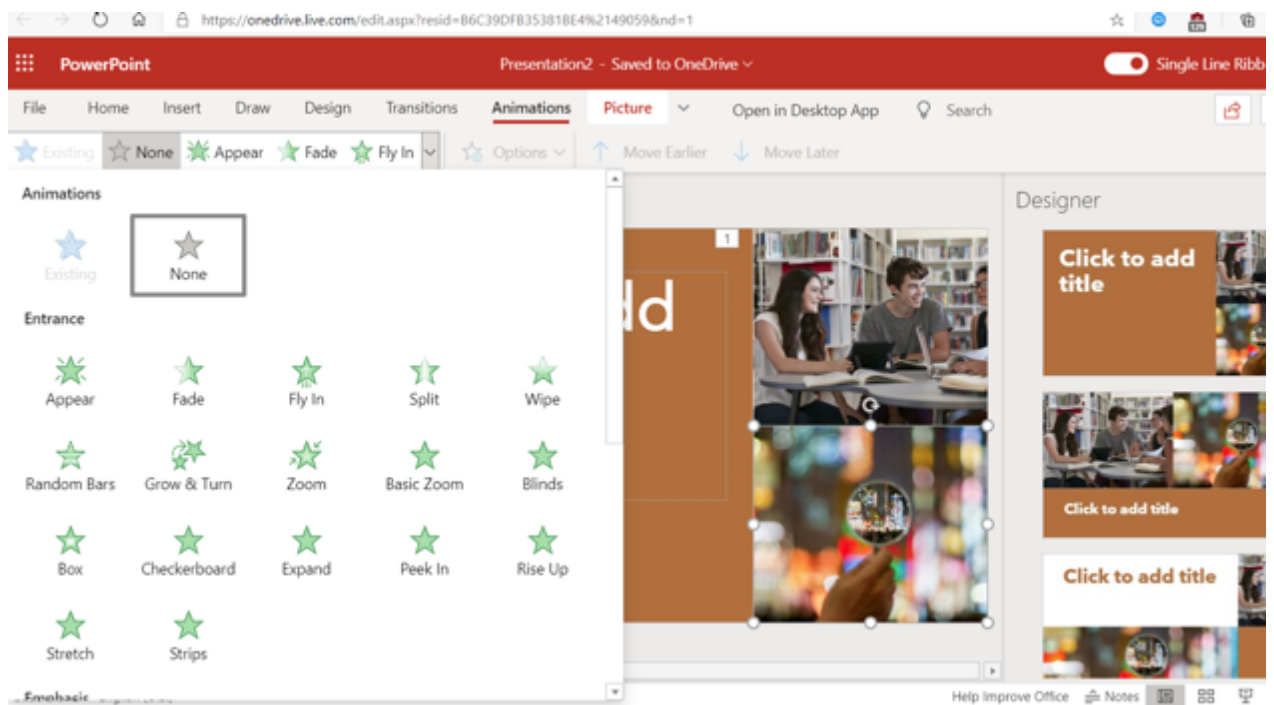 https://onedrive.live.com/edit.aspx?resid=B6C39DFB35381BE4%2149059&nd=1
PowerPoint
Presentation2 - Saved to OneDrive
Single Line Ribb
File Home Insert Draw Design Transitions Animations Picture Open in Desktop App Search
Existing None Appear Fade Fly In Options Move Earlier Move Later
Animations
Existing None
Entrance
Appear Fade Fly In Split Wipe
Random Bars Grow & Turn Zoom Basic Zoom Blinds
Box Checkerboard Expand Peek In Rise Up
Stretch Strips
Emphasis
1
dd
Designer
Click to add
title
Click to add title
Click to add title
Help Improve Office Notes